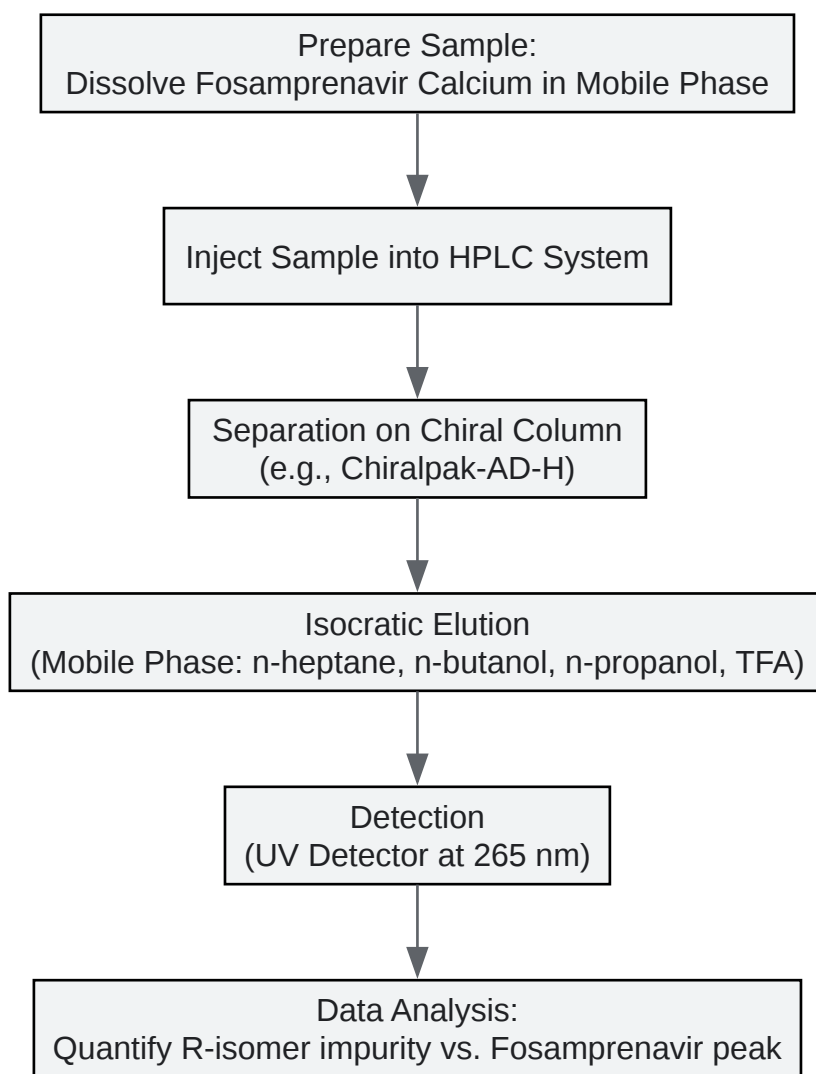 Prepare Sample:
Dissolve Fosamprenavir Calcium in Mobile Phase
Inject Sample into HPLC System
Separation on Chiral Column
(e.g., Chiralpak-AD-H)
Isocratic Elution
(Mobile Phase: n-heptane, n-butanol, n-propanol, TFA)
Detection
(UV Detector at 265 nm)
Data Analysis:
Quantify R-isomer impurity vs. Fosamprenavir peak